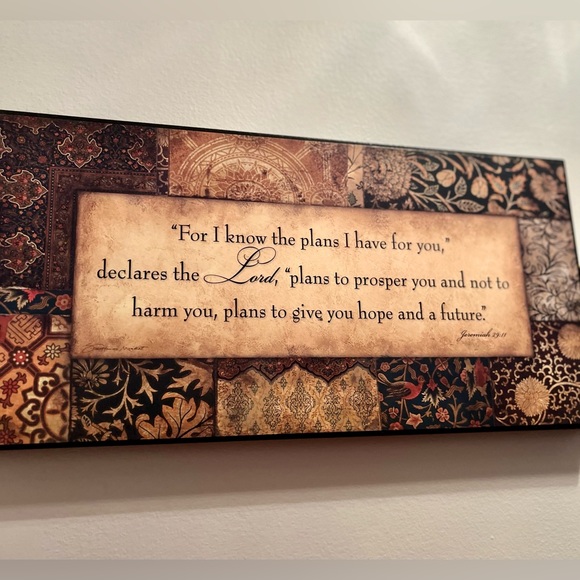 “For I know the plans I have for you,”
declares the Lord, “plans to prosper you and not to
harm you, plans to give you hope and a future.”
Jeremiah 29:11